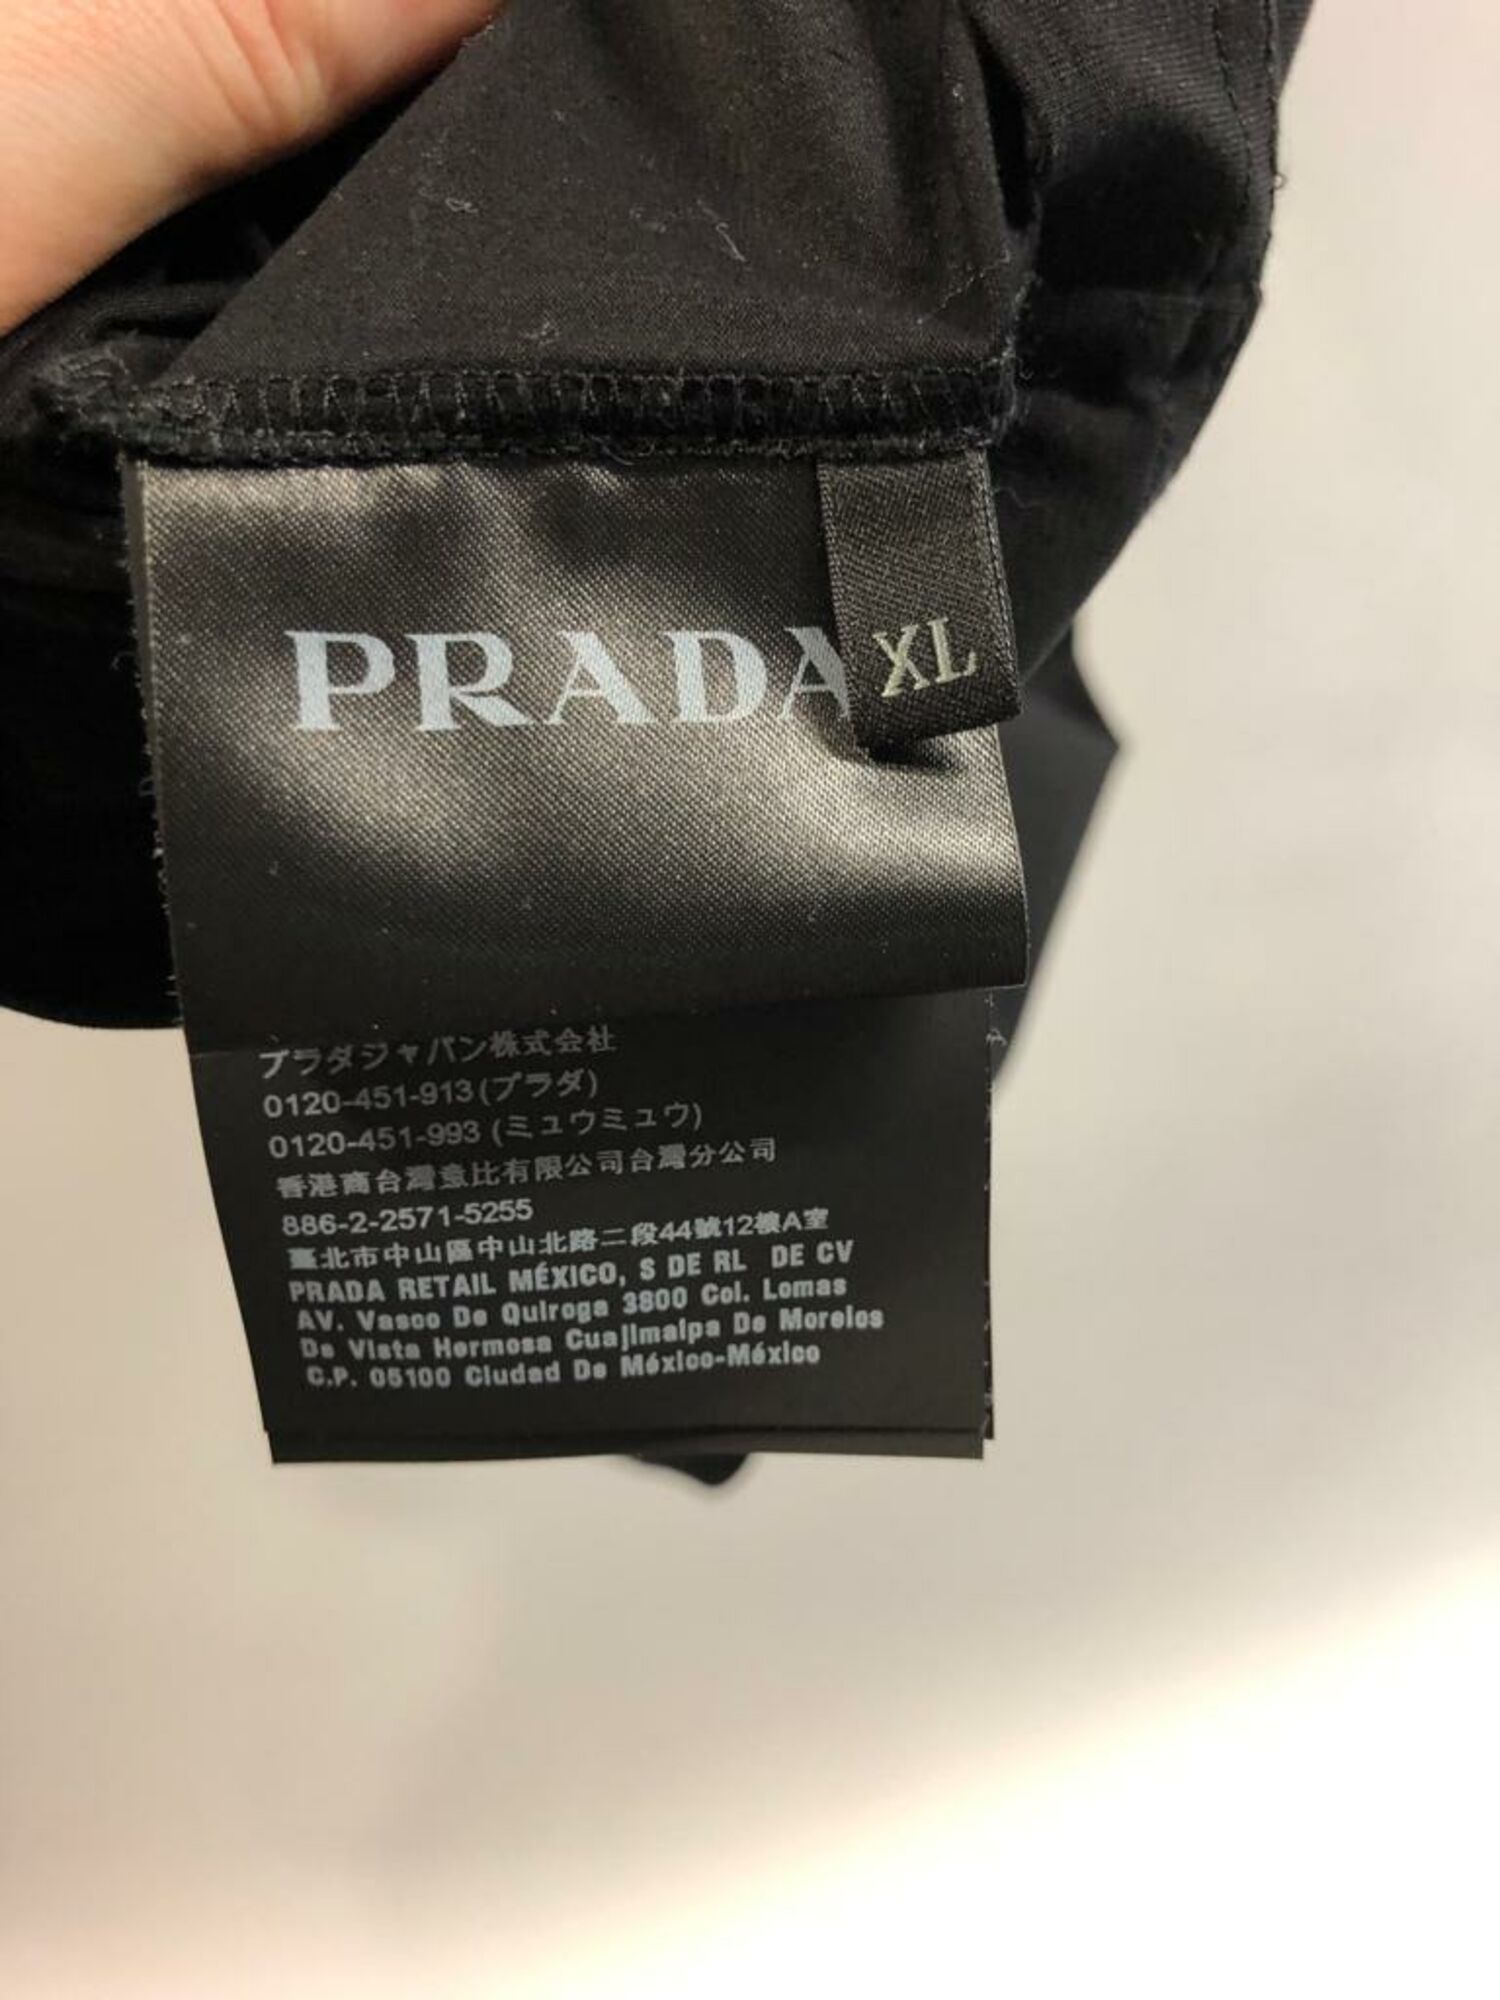 PRADA
XL
プラダジャパン株式会社
0120-451-913(プラダ)
0120-451-993 (ミュウミュウ)
香港商台灣意比有限公司台灣分公司
886-2-2571-5255
臺北市中山區中山北路二段44號12樓A室
PRADA RETAIL MÉXICO, S DE RL DE CV
AV. Vasco De Quiroga 3800 Col. Lomas
De Vista Hermosa Cuajimalpa De Morelos
C.P. 05100 Ciudad De México-México